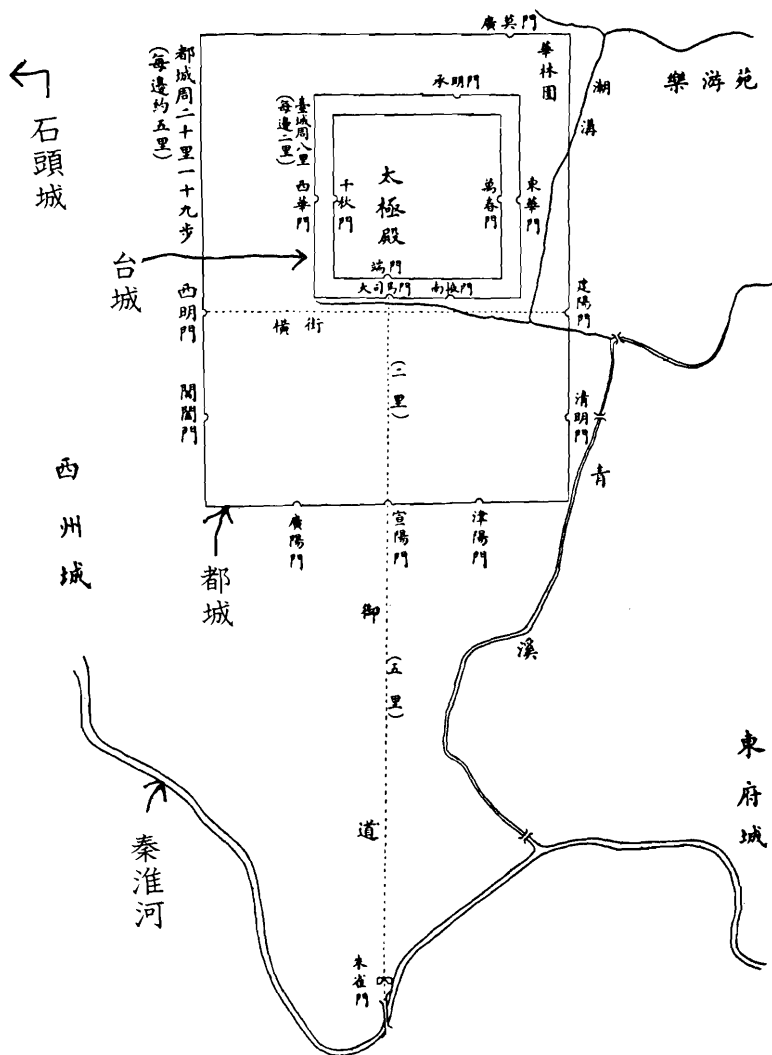 廣莫門
華林園
樂游苑
潮
溝
都城周二十里一十九步
(每邊約五里)
石頭城
承明門
臺城周八里
(每邊二里)
西華門
千秋門
太極殿
萬春門
東華門
端門
大司馬門
南掖門
台城
西明門
橫街
建陽門
(二里)
閶闔門
清明門
青
溪
西州城
都城
廣陽門
宣陽門
津陽門
御
(五里)
道
東府城
秦淮河
朱雀門